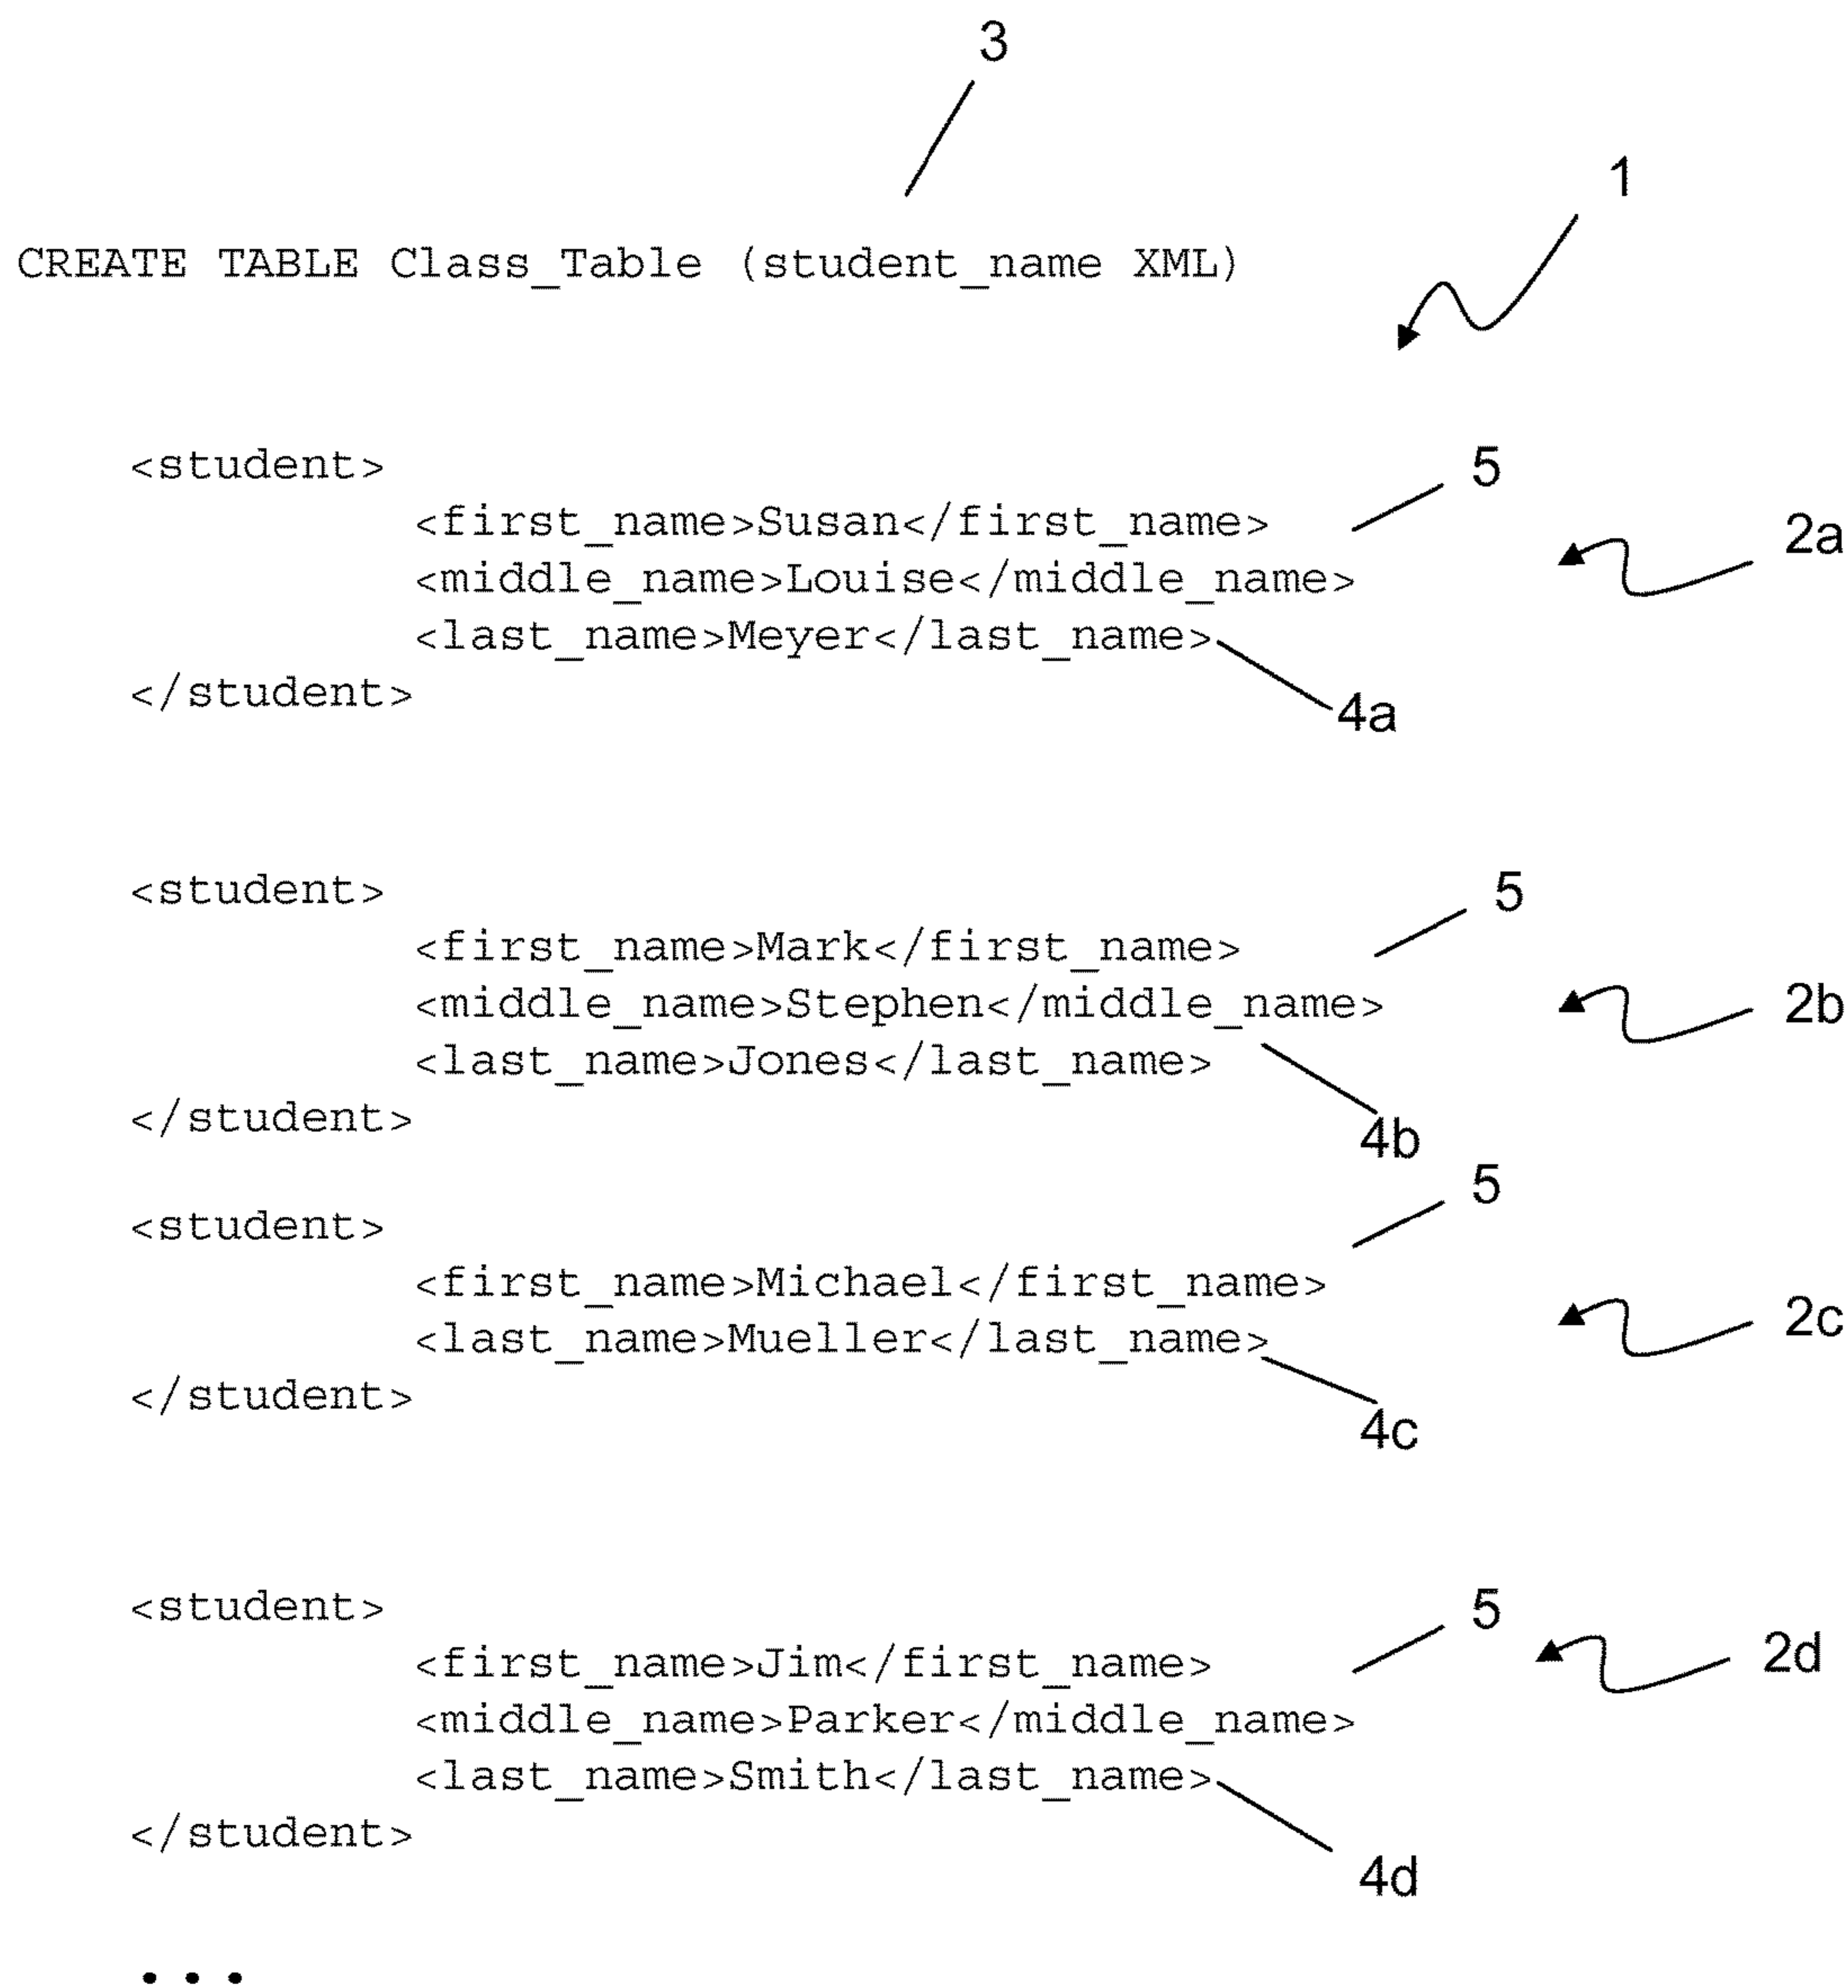 3
1
CREATE TABLE Class_Table (student_name XML)
<student>
5
<first_name>Susan</first_name>
2a
<middle_name>Louise</middle_name>
<last_name>Meyer</last_name>
</student>
4a
<student>
5
<first_name>Mark</first_name>
<middle_name>Stephen</middle_name>
2b
<last_name>Jones</last_name>
</student>
4b
5
<student>
<first_name>Michael</first_name>
2c
<last_name>Mueller</last_name>
</student>
4c
<student>
5
<first_name>Jim</first_name>
2d
<middle_name>Parker</middle_name>
<last_name>Smith</last_name>
</student>
4d
...